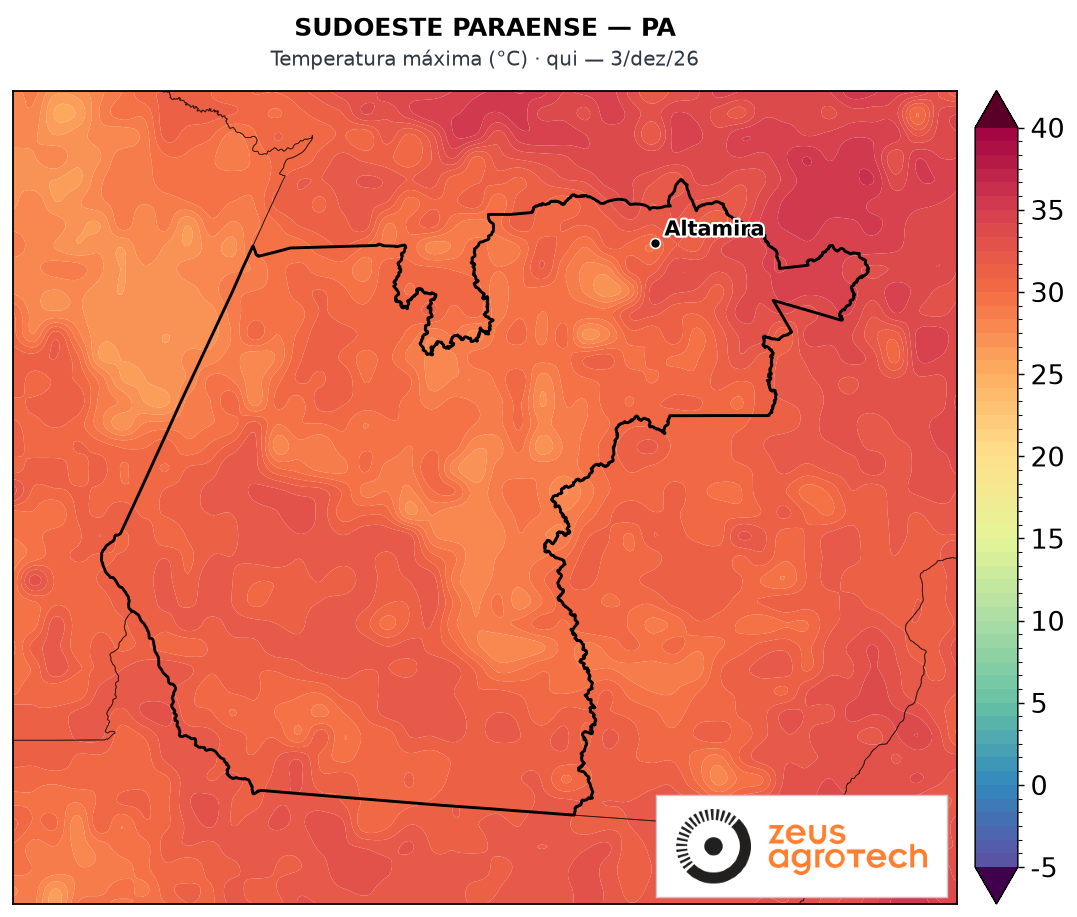 SUDOESTE PARAENSE — PA
Temperatura máxima (°C) · qui — 3/dez/26
Altamira
40
35
30
25
20
15
10
5
0
-5
zeus
agrotech